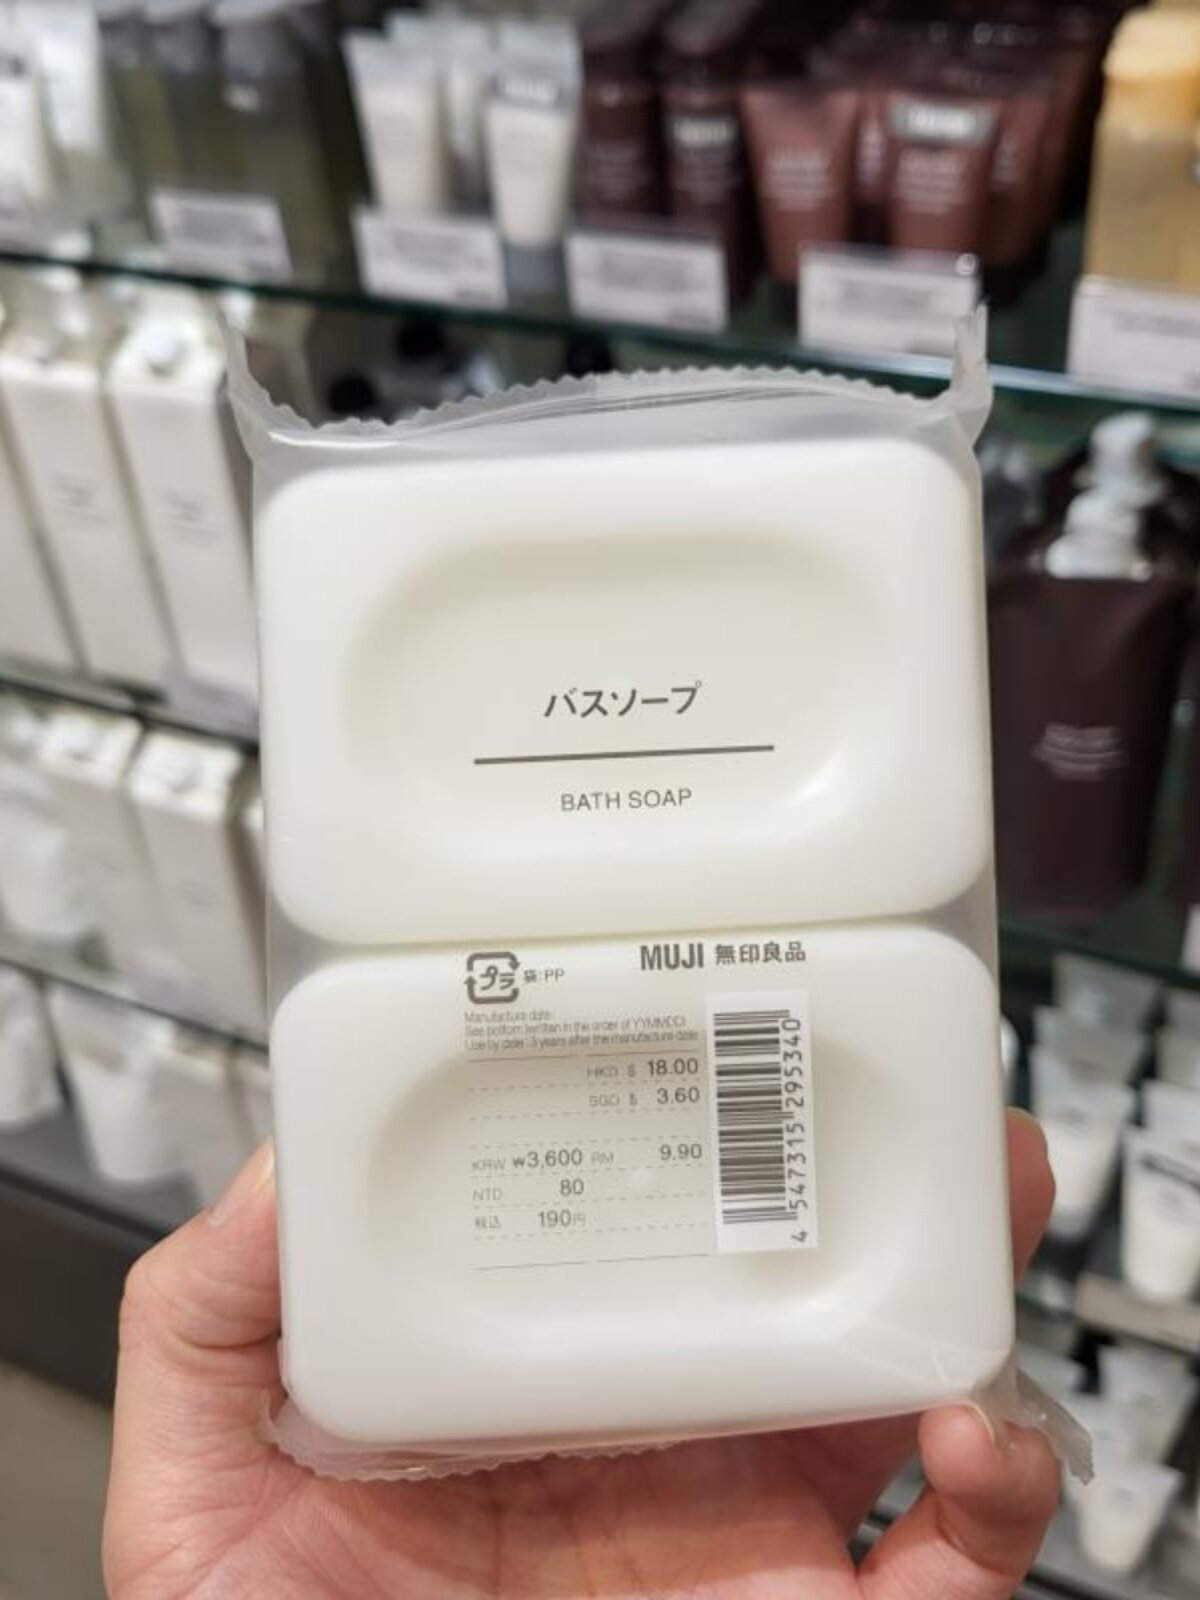 バスソープ
BATH SOAP
プラ 袋:PP
MUJI 無印良品
Manufacture date:
See bottom (written in the order of YYMMDD)
Use by date : 3 years after the manufacture date
HKD $ 18.00
SGD $ 3.60
KRW ₩3,600 RM 9.90
NTD 80
税込 190円
4 547315 295340